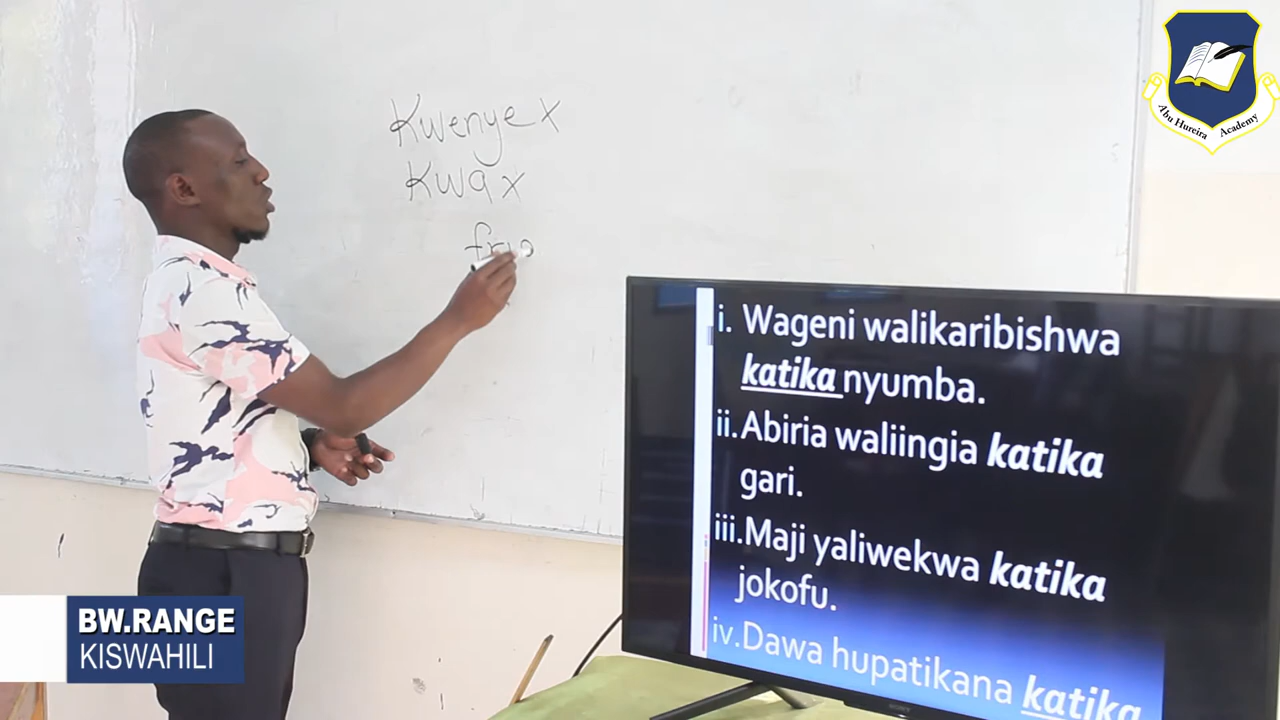 Kwenye x
Kwa x
i. Wageni walikaribishwa
katika nyumba.
ii. Abiria waliingia katika
gari.
iii. Maji yaliwekwa katika
jokofu.
iv. Dawa hupatikana katika
BW.RANGE
KISWAHILI
Abu Hureira Academy
SONY